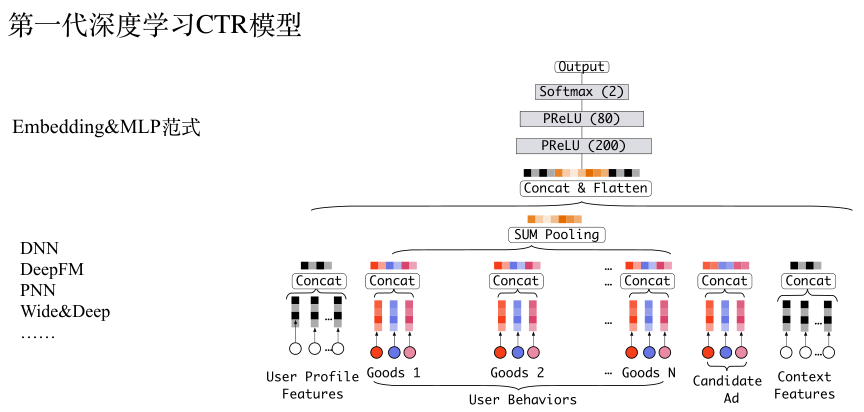 第一代深度学习CTR模型
Output
Softmax (2)
Embedding&MLP范式
PReLU (80)
PReLU (200)
Concat & Flatten
SUM Pooling
DNN
DeepFM
PNN
Wide&Deep
……
Concat
Concat
Concat
...
...
Concat
Concat
Concat
...
...
...
User Profile
Features
Goods 1
Goods 2
... Goods N
Candidate
Ad
Context
Features
User Behaviors